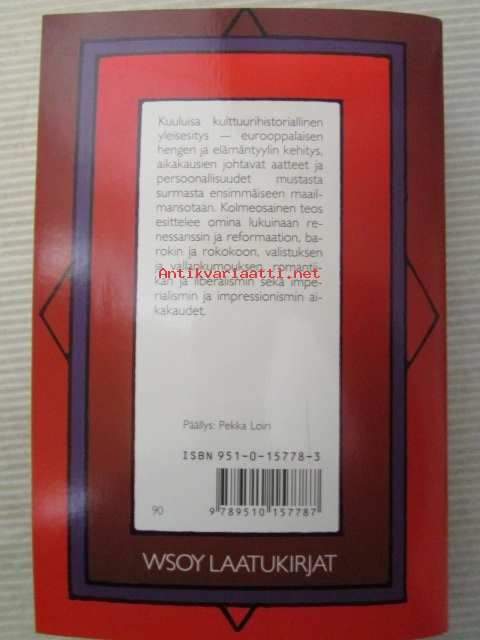 Kuuluisa kulttuurihistoriallinen
yleisesitys — eurooppalaisen
hengen ja elämäntyylin kehitys,
aikakausien johtavat aatteet ja
persoonallisuudet mustasta
surmasta ensimmäiseen maail-
mansotaan. Kolmeosainen teos
esittelee omina lukuinaan re-
nessanssin ja reformaation, ba-
rokin ja rokokoon, valistuksen
ja vallankumouksen, romantii-
Antikvariaatti.net
kan ja liberalismin sekä impe-
rialismin ja impressionismin ai-
kakaudet.
Päällys: Pekka Loiri
ISBN 951-0-15778-3
90
9 789510 157787
WSOY LAATUKIRJAT